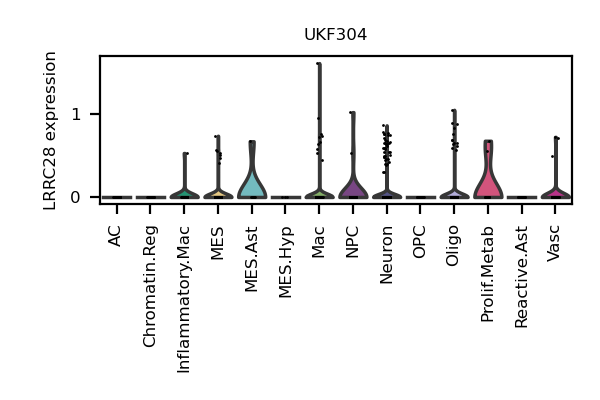 UKF304
LRRC28 expression
1
0
AC
Chromatin.Reg
Inflammatory.Mac
MES
MES.Ast
MES.Hyp
Mac
NPC
Neuron
OPC
Oligo
Prolif.Metab
Reactive.Ast
Vasc